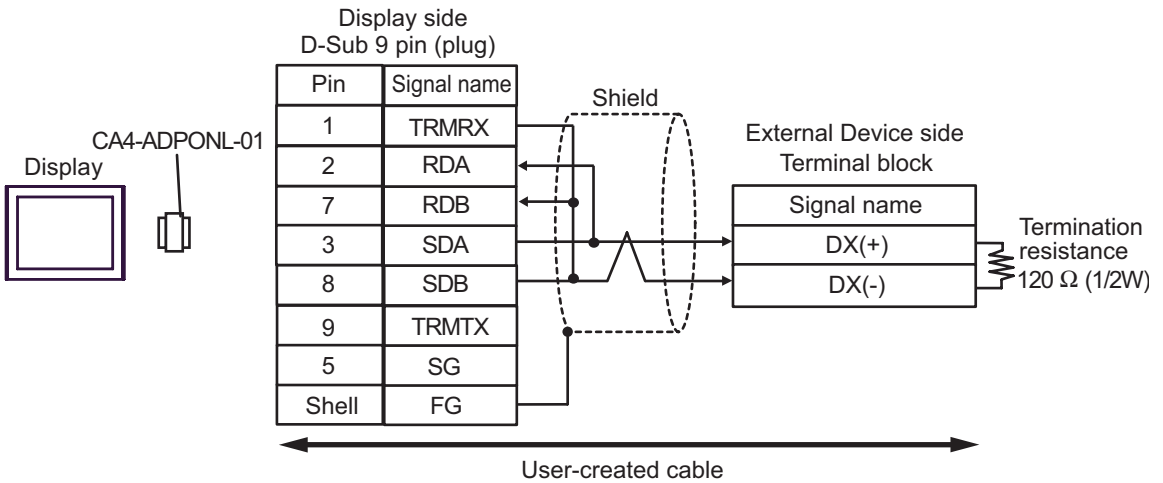 Display side
D-Sub 9 pin (plug)
Pin Signal name
1 TRMRX
2 RDA
7 RDB
3 SDA
8 SDB
9 TRMTX
5 SG
Shell FG
Shield
CA4-ADPONL-01
Display
External Device side
Terminal block
Signal name
DX(+)
DX(-)
Termination
resistance
120 Ω (1/2W)
User-created cable